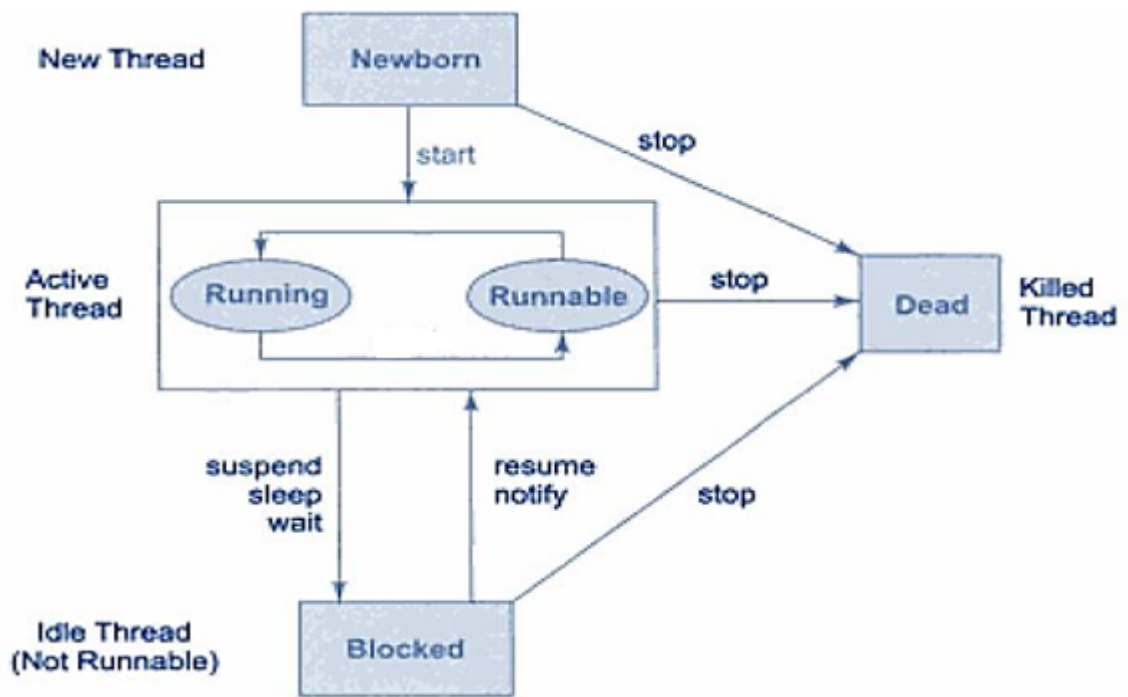 New Thread
Newborn
start
stop
Active
Thread
Running
Runnable
stop
Dead
Killed
Thread
suspend
sleep
wait
resume
notify
stop
Idle Thread
(Not Runnable)
Blocked